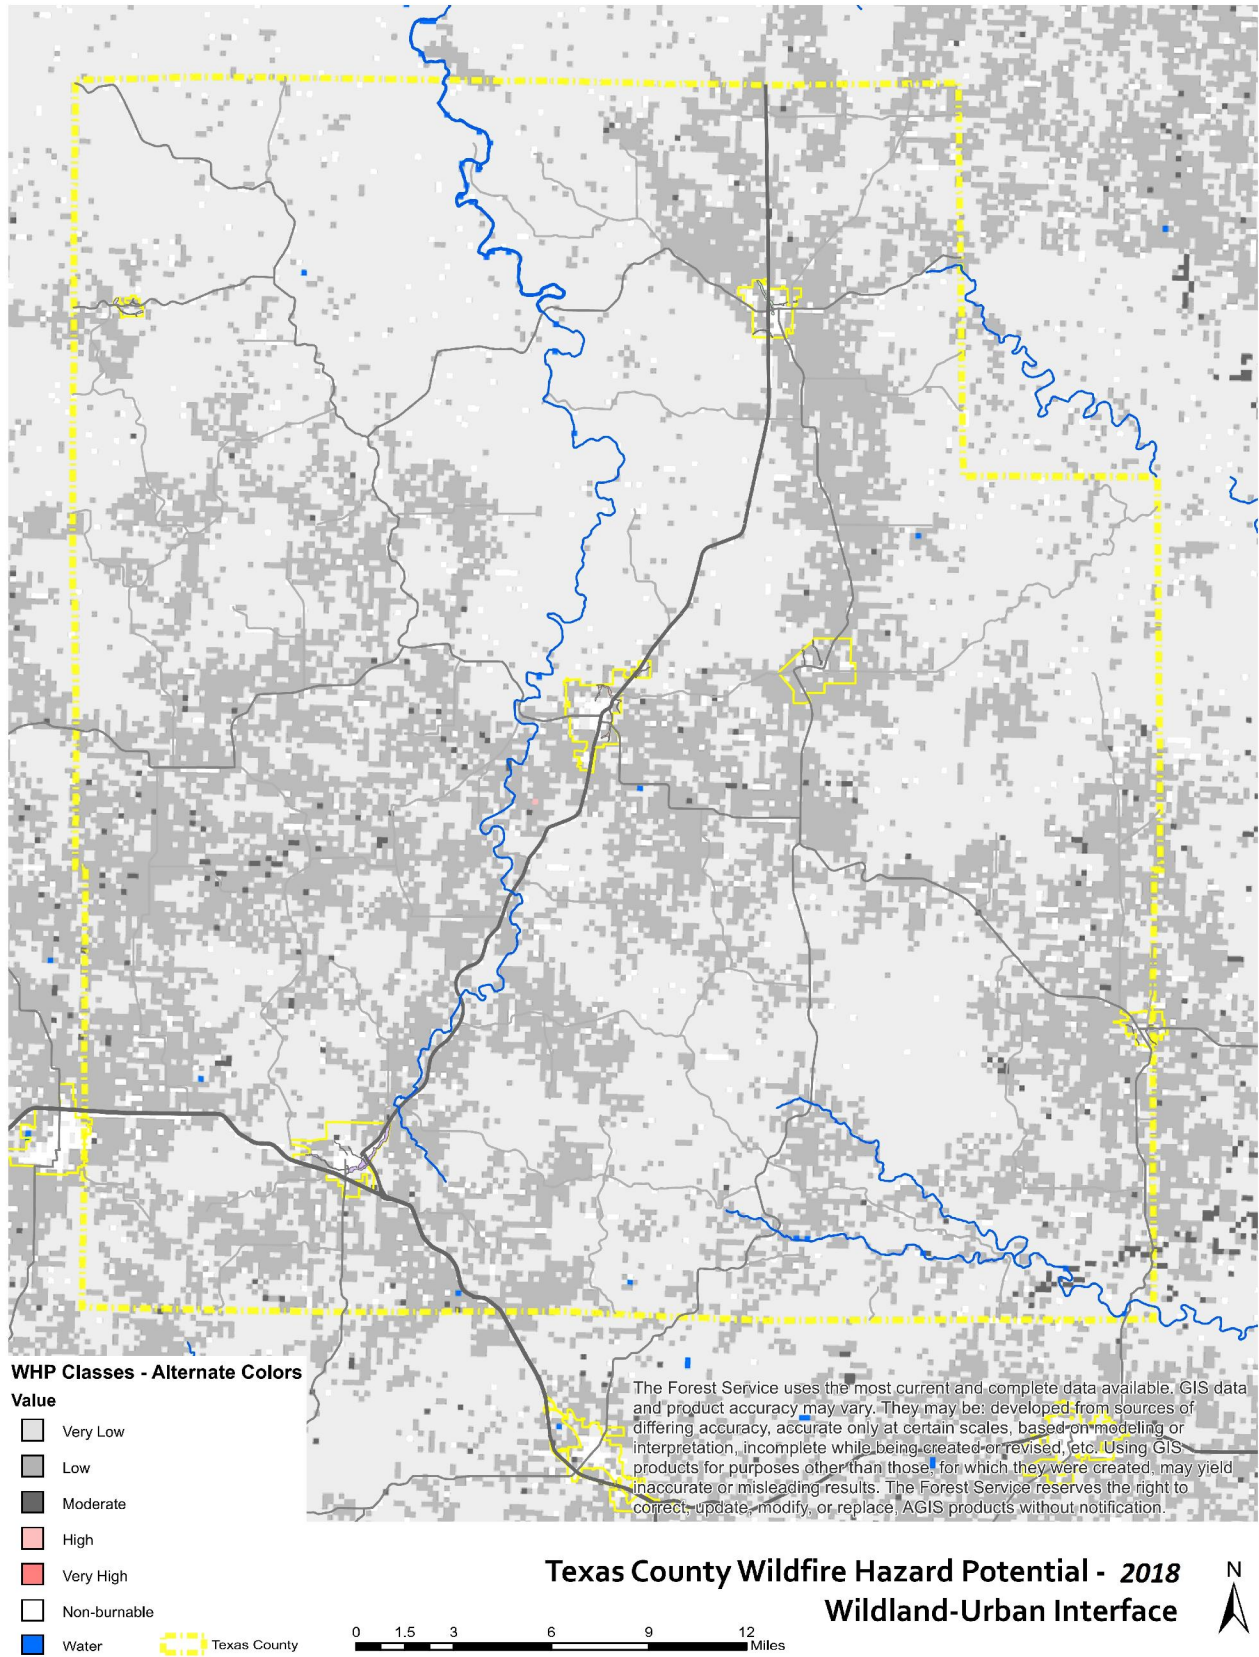 WHP Classes - Alternate Colors
Value
Very Low
Low
Moderate
High
Very High
Non-burnable
Water
Texas County
The Forest Service uses the most current and complete data available. GIS data
and product accuracy may vary. They may be: developed from sources of
differing accuracy, accurate only at certain scales, based on modeling or
interpretation, incomplete while being created or revised, etc. Using GIS
products for purposes other than those, for which they were created, may yield
inaccurate or misleading results. The Forest Service reserves the right to
correct, update, modify, or replace, AGIS products without notification.
Texas County Wildfire Hazard Potential - 2018
Wildland-Urban Interface
N
0 1.5 3 6 9 12
Miles